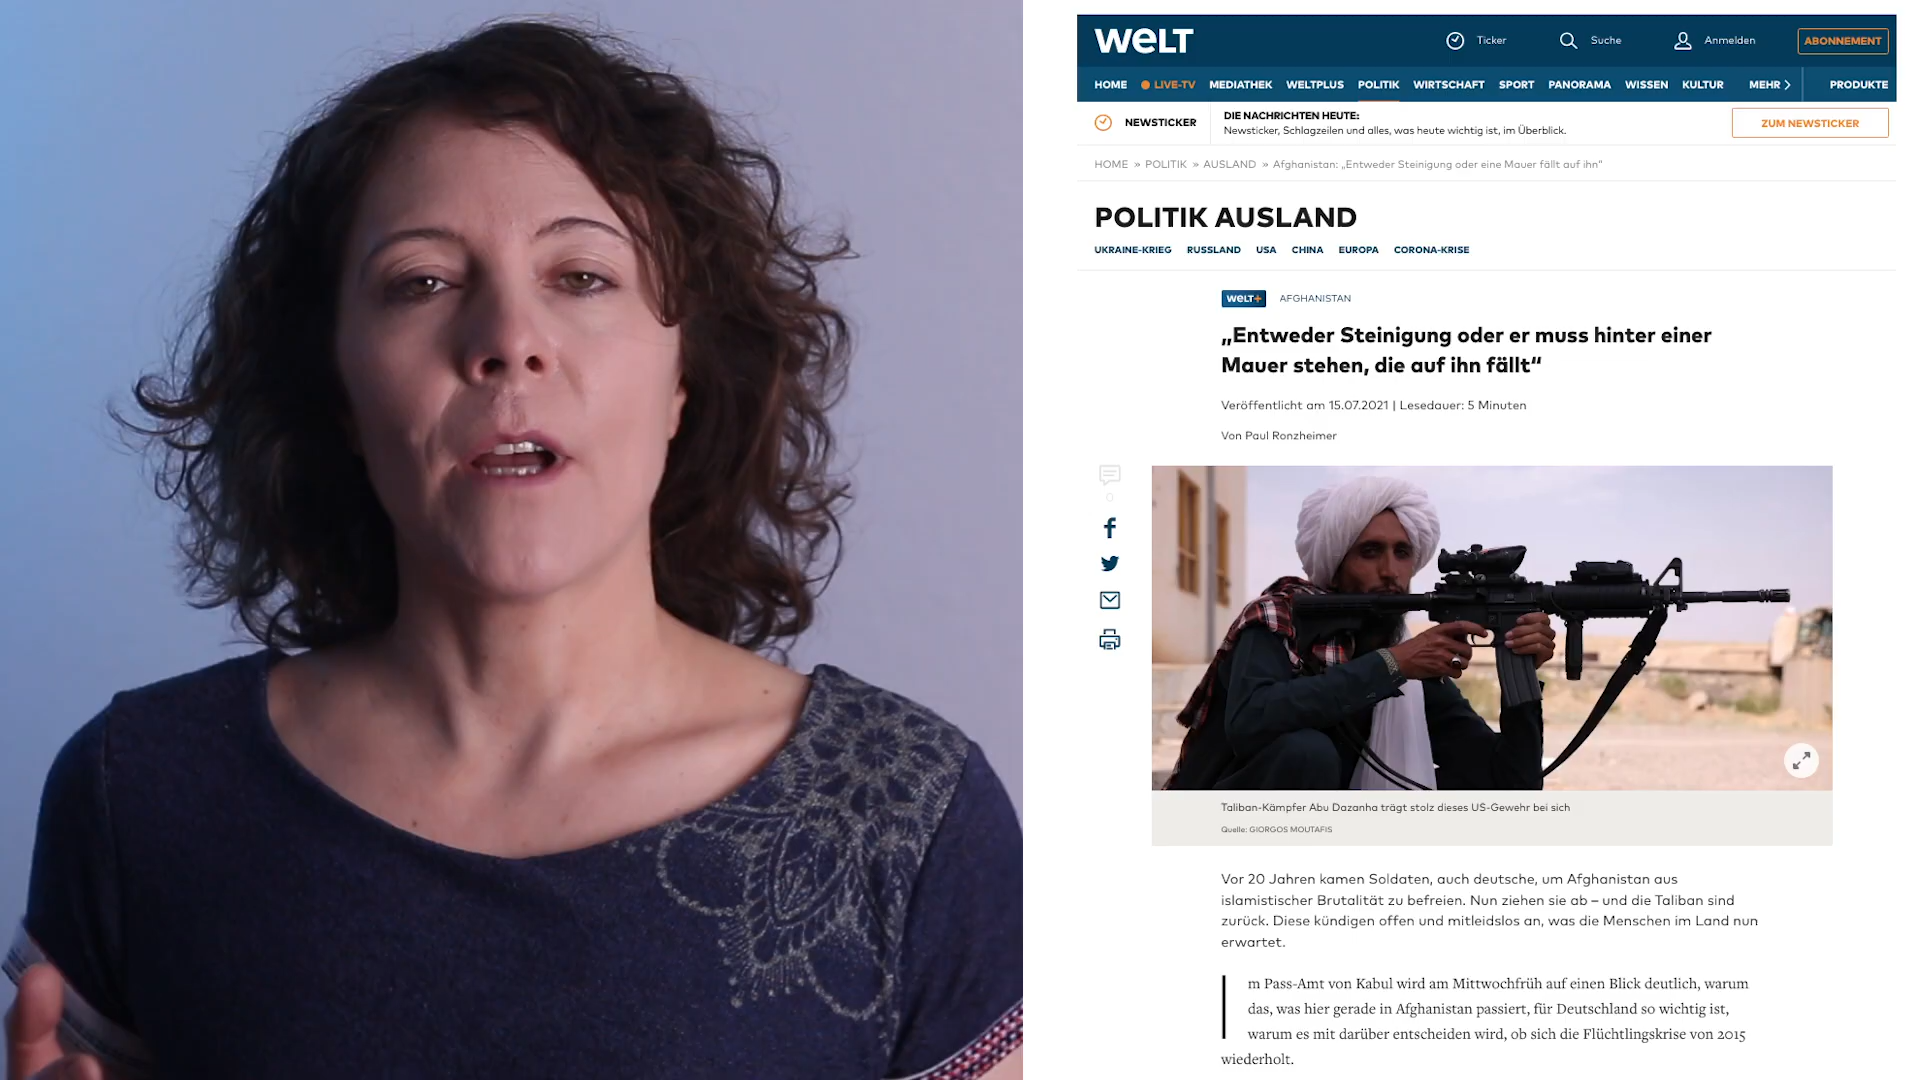 WELT
Ticker
Suche
Anmelden
ABONNEMENT
HOME
LIVE-TV
MEDIATHEK
WELTPLUS
POLITIK
WIRTSCHAFT
SPORT
PANORAMA
WISSEN
KULTUR
MEHR
PRODUKTE
NEWSTICKER
DIE NACHRICHTEN HEUTE:
Newsticker, Schlagzeilen und alles, was heute wichtig ist, im Überblick.
ZUM NEWSTICKER
HOME » POLITIK » AUSLAND » Afghanistan: „Entweder Steinigung oder eine Mauer fällt auf ihn“
POLITIK AUSLAND
UKRAINE-KRIEG RUSSLAND USA CHINA EUROPA CORONA-KRISE
WELT+ AFGHANISTAN
„Entweder Steinigung oder er muss hinter einer
Mauer stehen, die auf ihn fällt“
Veröffentlicht am 15.07.2021 | Lesedauer: 5 Minuten
Von Paul Ronzheimer
0
Taliban-Kämpfer Abu Dazanha trägt stolz dieses US-Gewehr bei sich
Quelle: GIORGOS MOUTAFIS
Vor 20 Jahren kamen Soldaten, auch deutsche, um Afghanistan aus
islamistischer Brutalität zu befreien. Nun ziehen sie ab – und die Taliban sind
zurück. Diese kündigen offen und mitleidslos an, was die Menschen im Land nun
erwartet.
Im Pass-Amt von Kabul wird am Mittwochfrüh auf einen Blick deutlich, warum
das, was hier gerade in Afghanistan passiert, für Deutschland so wichtig ist,
warum es mit darüber entscheiden wird, ob sich die Flüchtlingskrise von 2015
wiederholt.